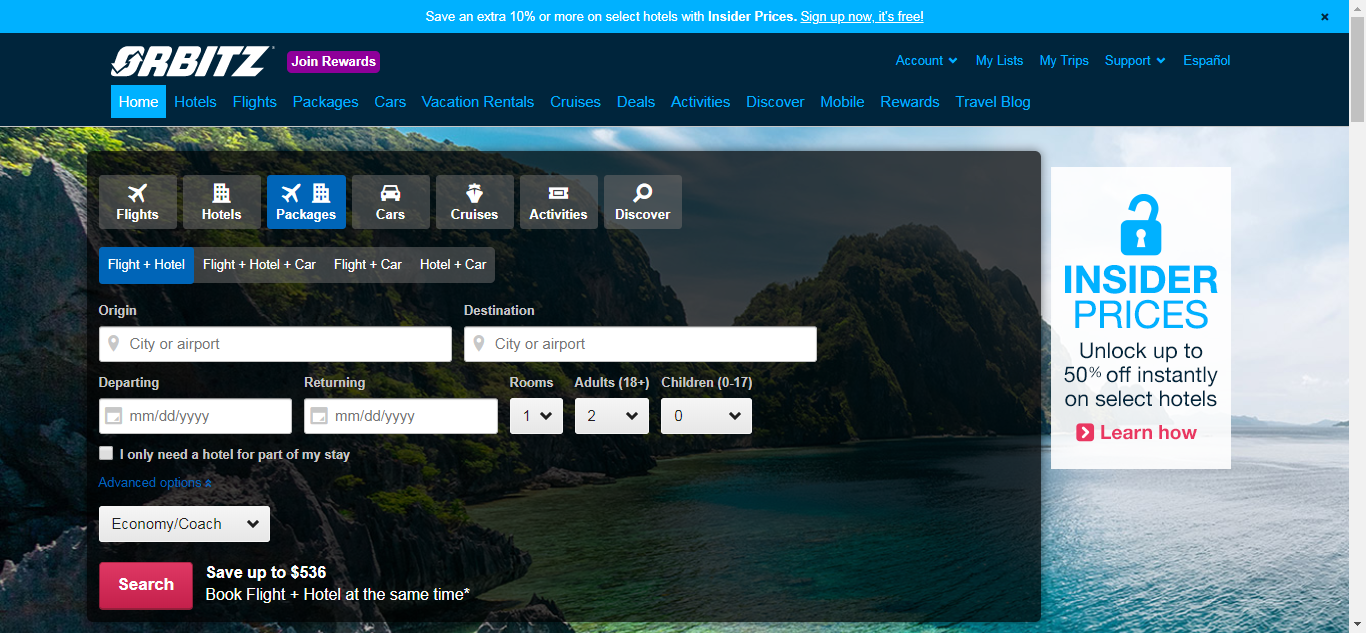 Save an extra 10% or more on select hotels with Insider Prices. Sign up now, it's free!
ORBITZ Join Rewards
Account My Lists My Trips Support Español
Home Hotels Flights Packages Cars Vacation Rentals Cruises Deals Activities Discover Mobile Rewards Travel Blog
Flights Hotels Packages Cars Cruises Activities Discover
Flight + Hotel Flight + Hotel + Car Flight + Car Hotel + Car
Origin Destination
City or airport City or airport
Departing Returning Rooms Adults (18+) Children (0-17)
mm/dd/yyyy mm/dd/yyyy 1 2 0
I only need a hotel for part of my stay
Advanced options
Economy/Coach
Search
Save up to $536
Book Flight + Hotel at the same time*
INSIDER
PRICES
Unlock up to
50% off instantly
on select hotels
Learn how